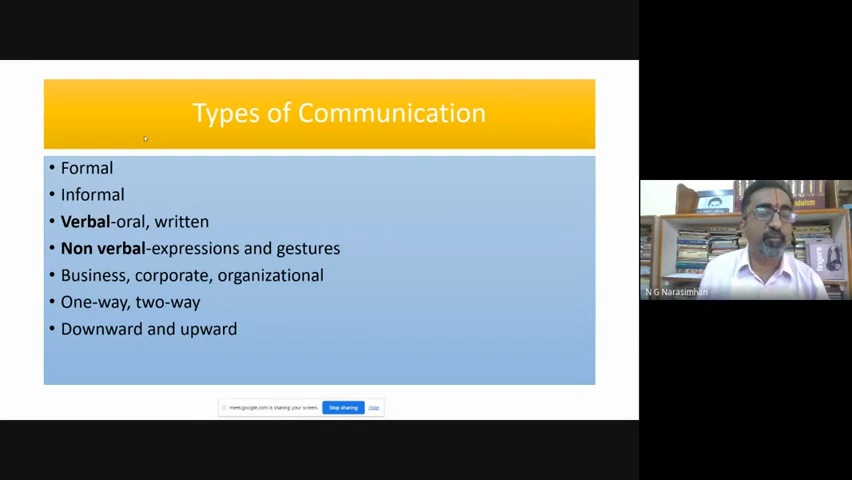 Types of Communication
• Formal
• Informal
• Verbal-oral, written
• Non verbal-expressions and gestures
• Business, corporate, organizational
• One-way, two-way
• Downward and upward
meet.google.com is sharing your screen.
Stop sharing
Hide
N G Narasimhan